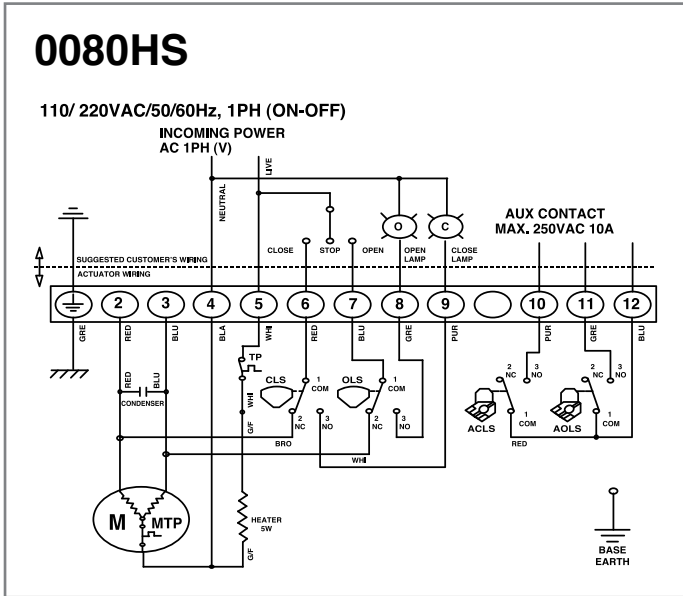 0080HS
110/ 220VAC/50/60Hz, 1PH (ON-OFF)
INCOMING POWER
AC 1PH (V)
NEUTRAL
LIVE
O
C
AUX CONTACT
MAX. 250VAC 10A
CLOSE
STOP
OPEN
OPEN
LAMP
CLOSE
LAMP
SUGGESTED CUSTOMER'S WIRING
ACTUATOR WIRING
2 3 4 5 6 7 8 9 10 11 12
GRE RED BLU BLA WHI RED BLU GRE PUR PUR GRE BLU
RED
BLU
CONDENSER
TP
WHI
G/F
CLS
1
COM
2
NC
3
NO
OLS
1
COM
2
NC
3
NO
BRO
WHI
2
NC
3
NO
1
COM
ACLS
RED
2
NC
3
NO
1
COM
AOLS
M
MTP
HEATER
5W
G/F
BASE
EARTH